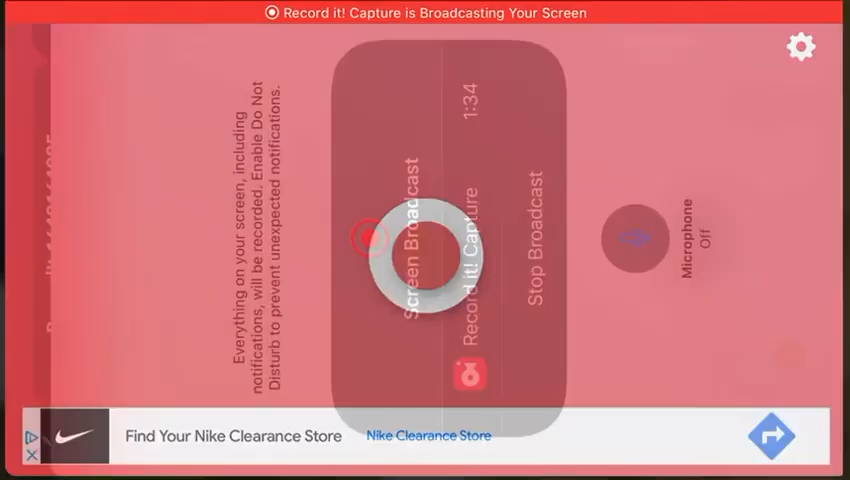 Record it! Capture is Broadcasting Your Screen
Everything on your screen, including
notifications, will be recorded. Enable Do Not
Disturb to prevent unexpected notifications.
Screen Broadcast
Record it! Capture 1:34
Stop Broadcast
Microphone
Off
Find Your Nike Clearance Store Nike Clearance Store